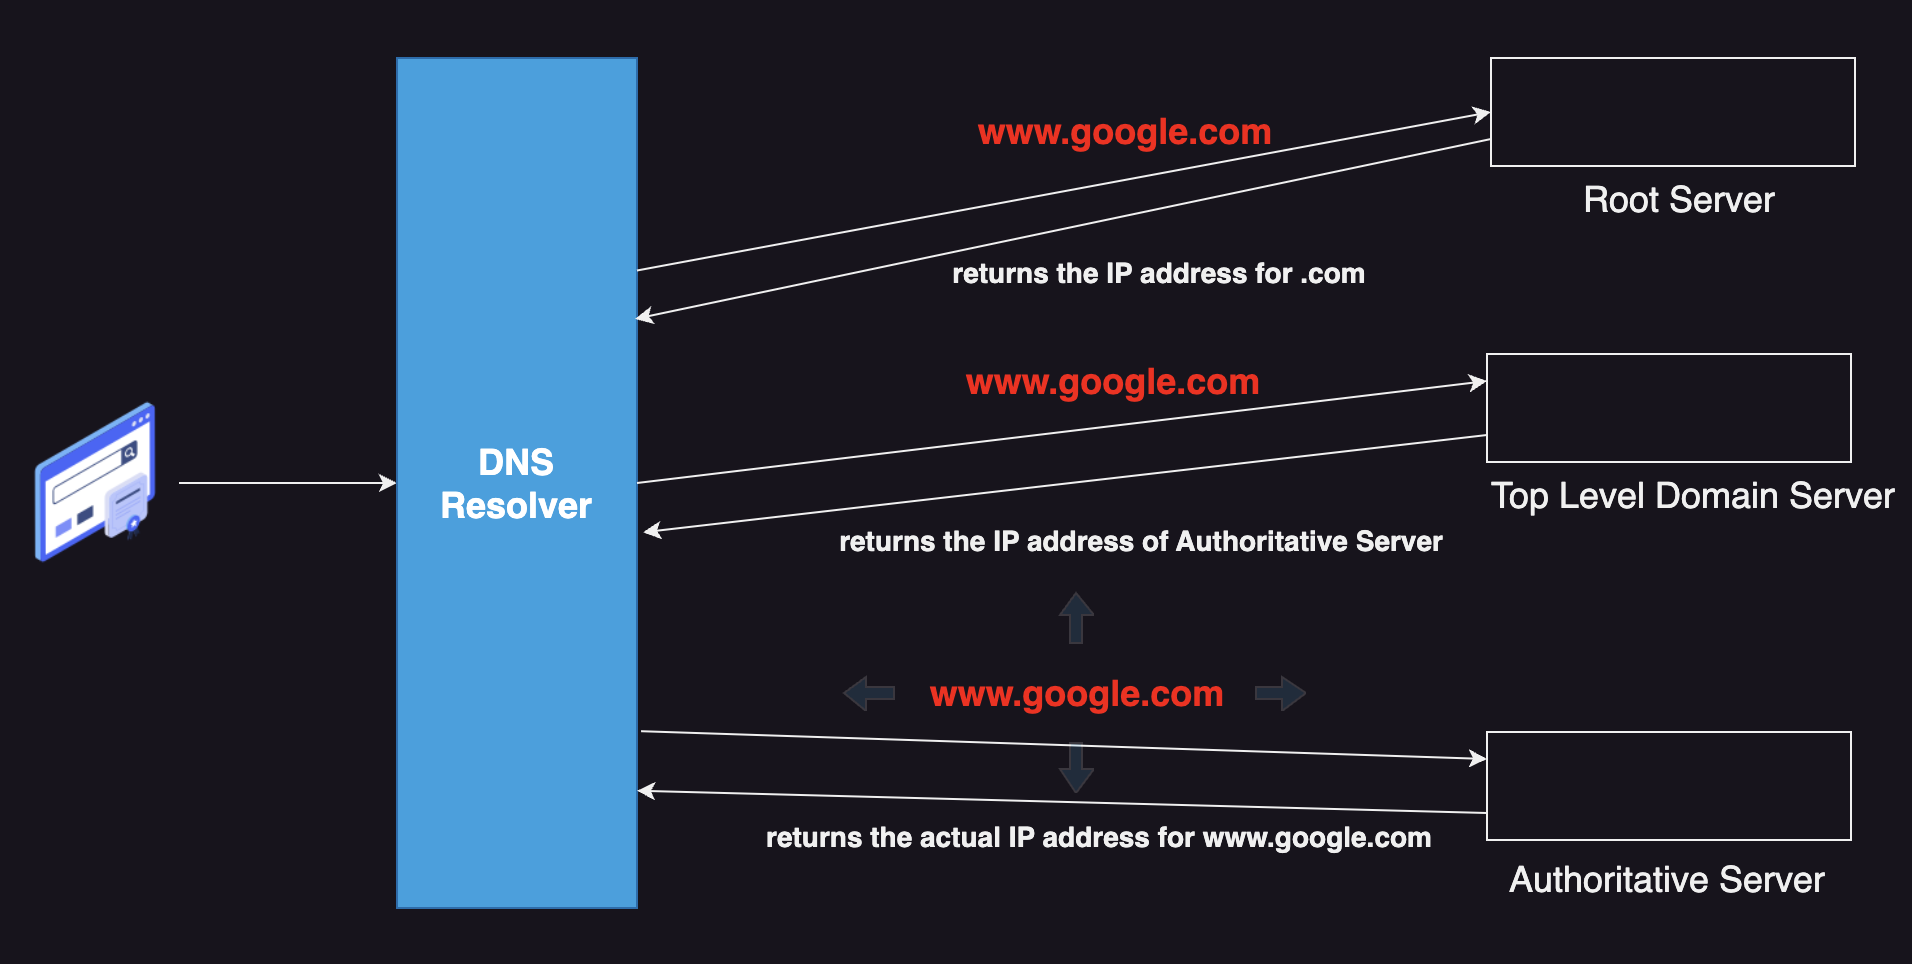 www.google.com
Root Server
returns the IP address for .com
www.google.com
DNS
Resolver
Top Level Domain Server
returns the IP address of Authoritative Server
www.google.com
returns the actual IP address for www.google.com
Authoritative Server